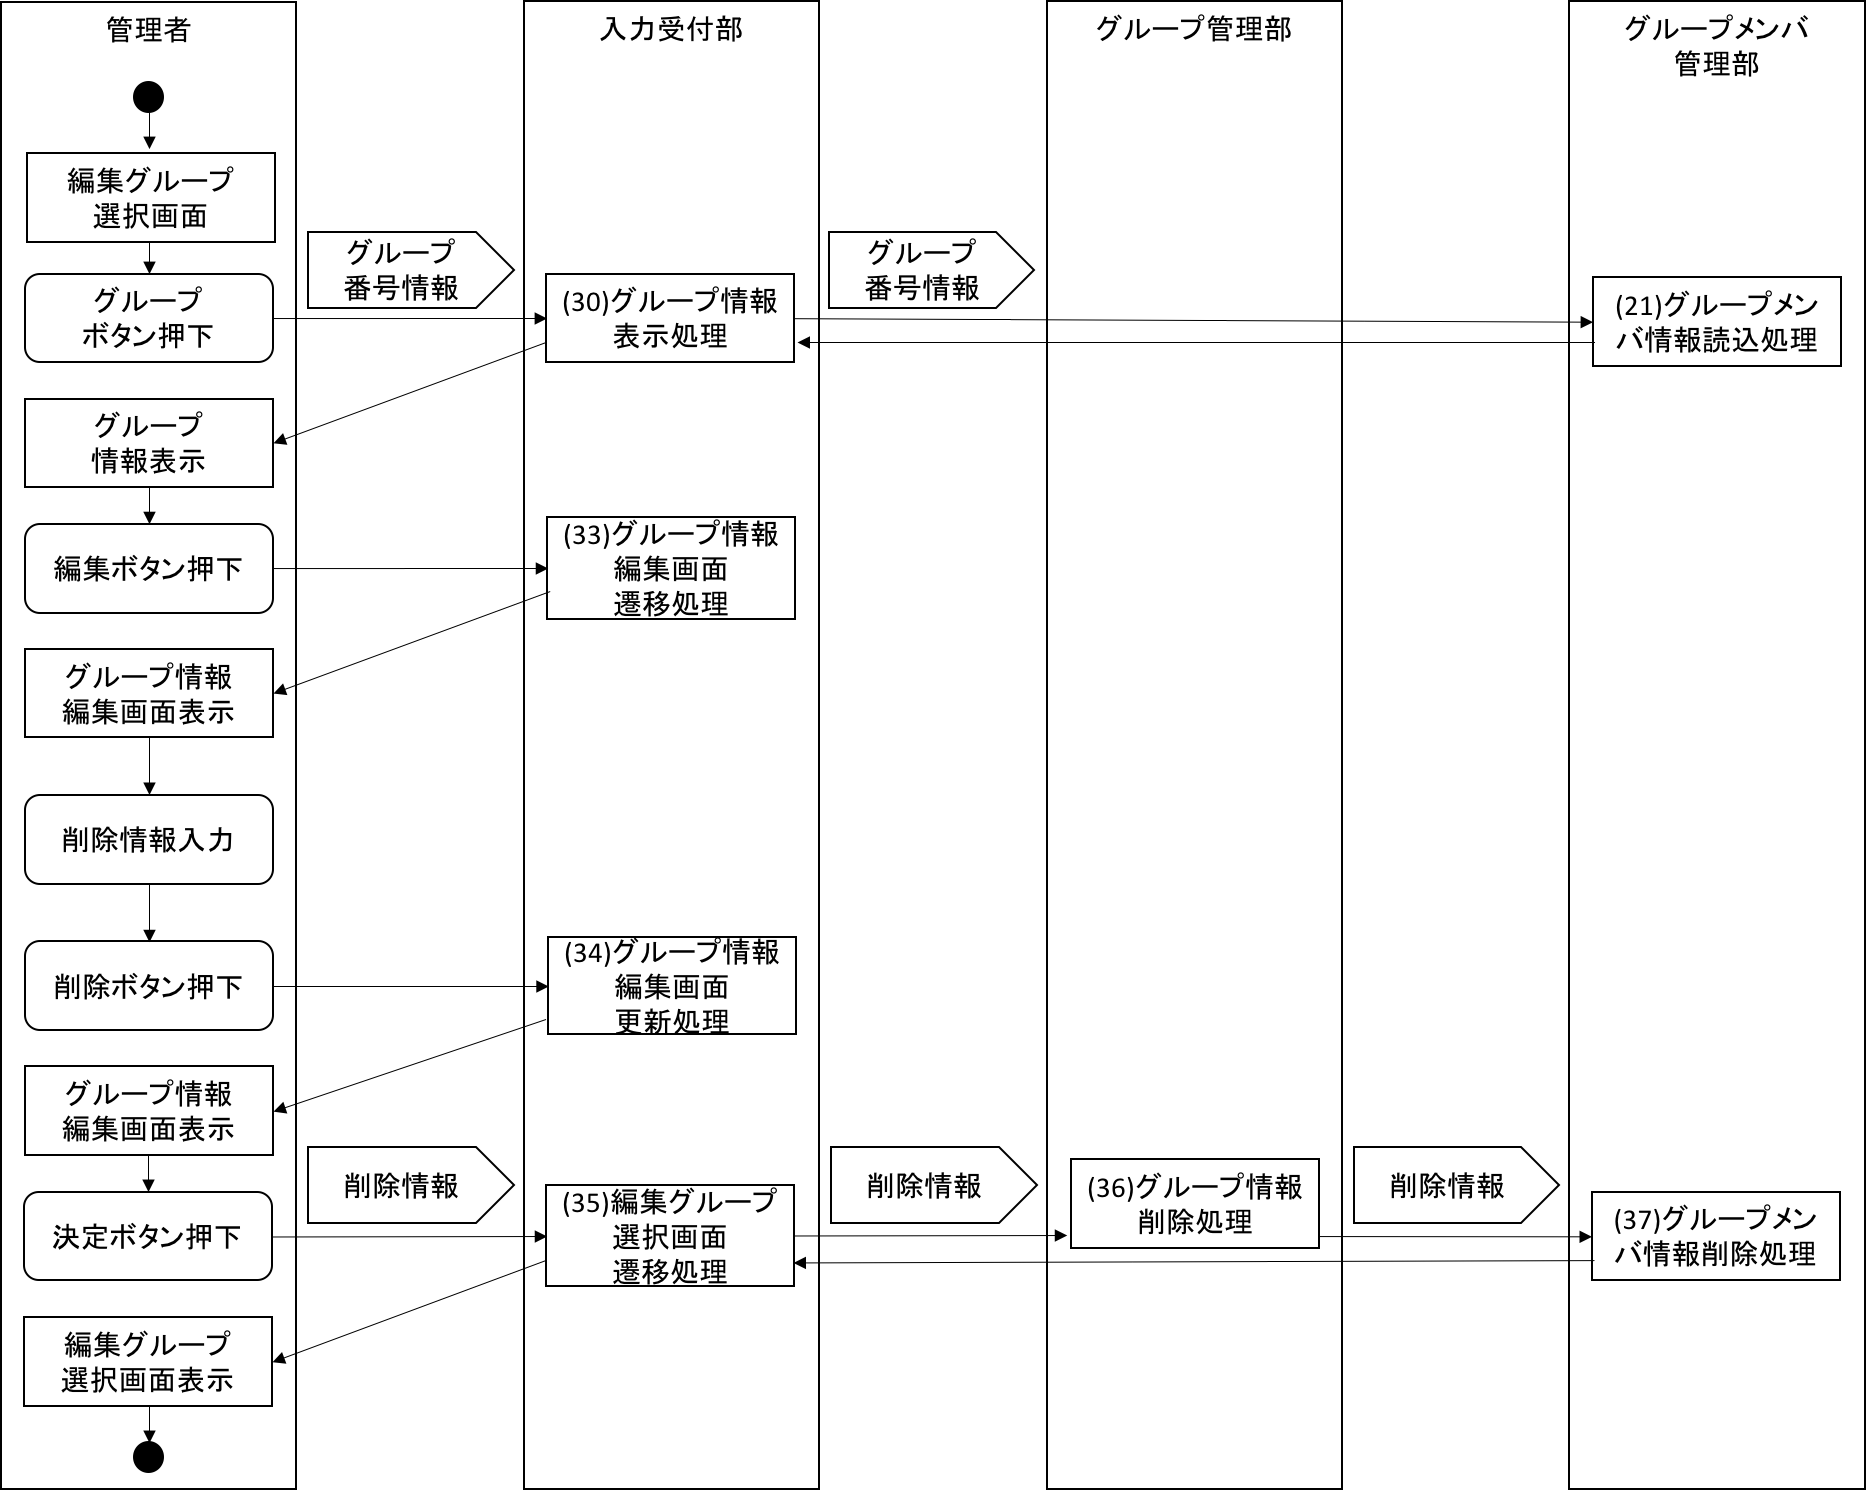 管理者
入力受付部
グループ管理部
グループメンバ
管理部
編集グループ
選択画面
グループ
ボタン押下
グループ
番号情報
(30)グループ情報
表示処理
グループ
番号情報
(21)グループメン
バ情報読込処理
グループ
情報表示
編集ボタン押下
(33)グループ情報
編集画面
遷移処理
グループ情報
編集画面表示
削除情報入力
削除ボタン押下
(34)グループ情報
編集画面
更新処理
グループ情報
編集画面表示
決定ボタン押下
削除情報
(35)編集グループ
選択画面
遷移処理
削除情報
(36)グループ情報
削除処理
削除情報
(37)グループメン
バ情報削除処理
編集グループ
選択画面表示